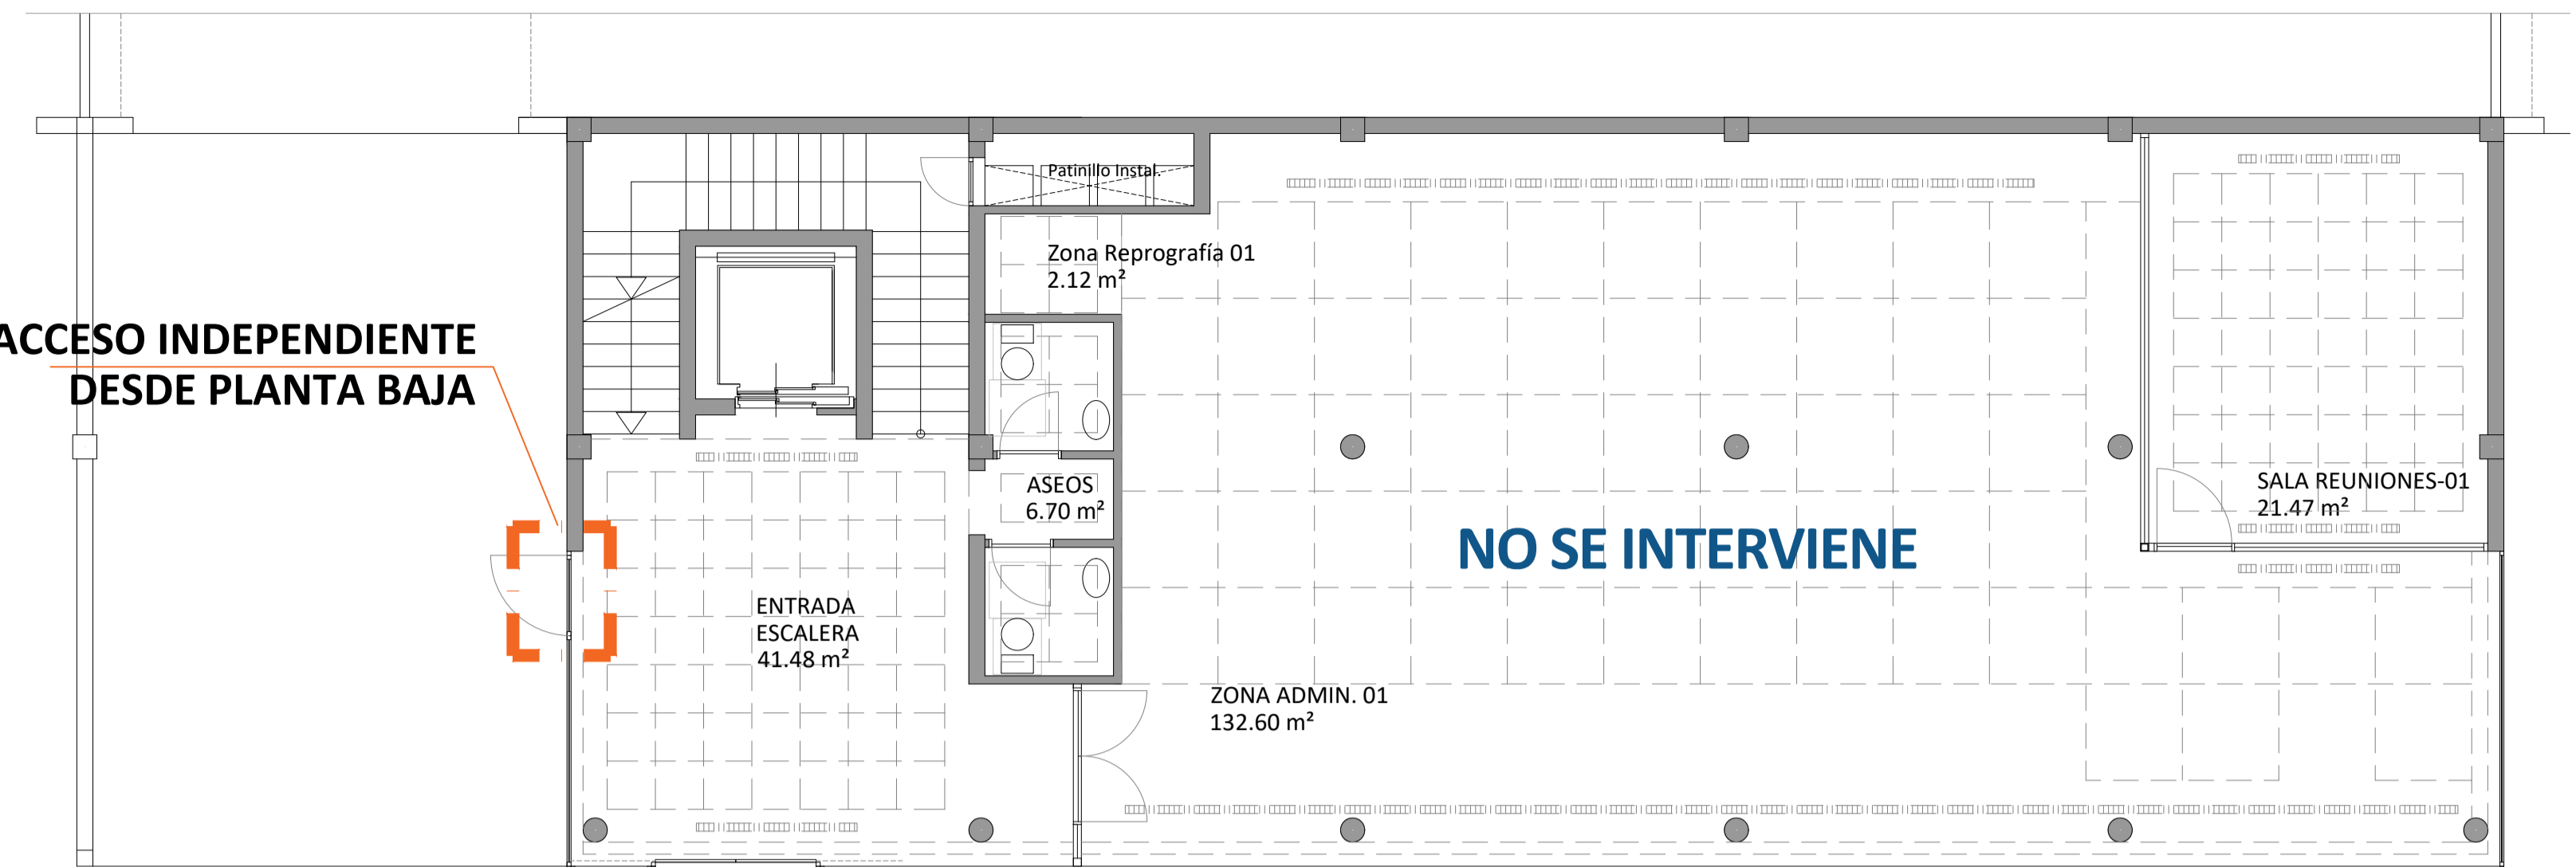 Patinillo Instal.
Zona Reprografía 01
2.12 m²
ACCESO INDEPENDIENTE
DESDE PLANTA BAJA
ASEOS
6.70 m²
SALA REUNIONES-01
21.47 m²
NO SE INTERVIENE
ENTRADA
ESCALERA
41.48 m²
ZONA ADMIN. 01
132.60 m²